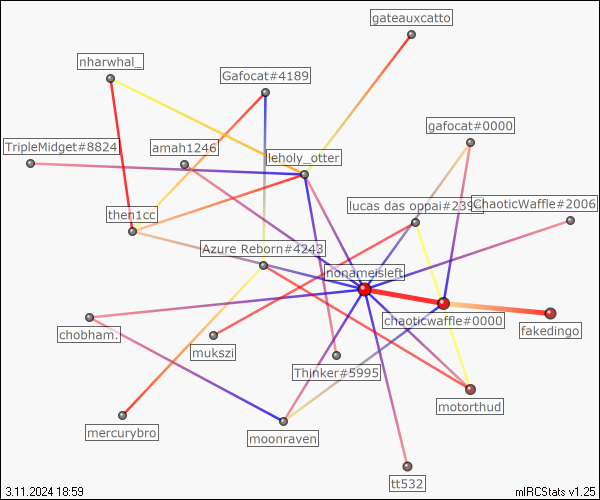 gateauxcatto
nharwhal_
Gafocat#4189
gafocat#0000
TripleMidget#8824
amah1246
leholy_otter
lucas das oppai#239
ChaoticWaffle#2006
then1cc
Azure Reborn#4243
nonameisleft
chobham.
chaoticwaffle#0000
fakedingo
mukszi
Thinker#5995
motorthud
mercurybro
moonraven
tt532
3.11.2024 18:59
mIRCStats v1.25